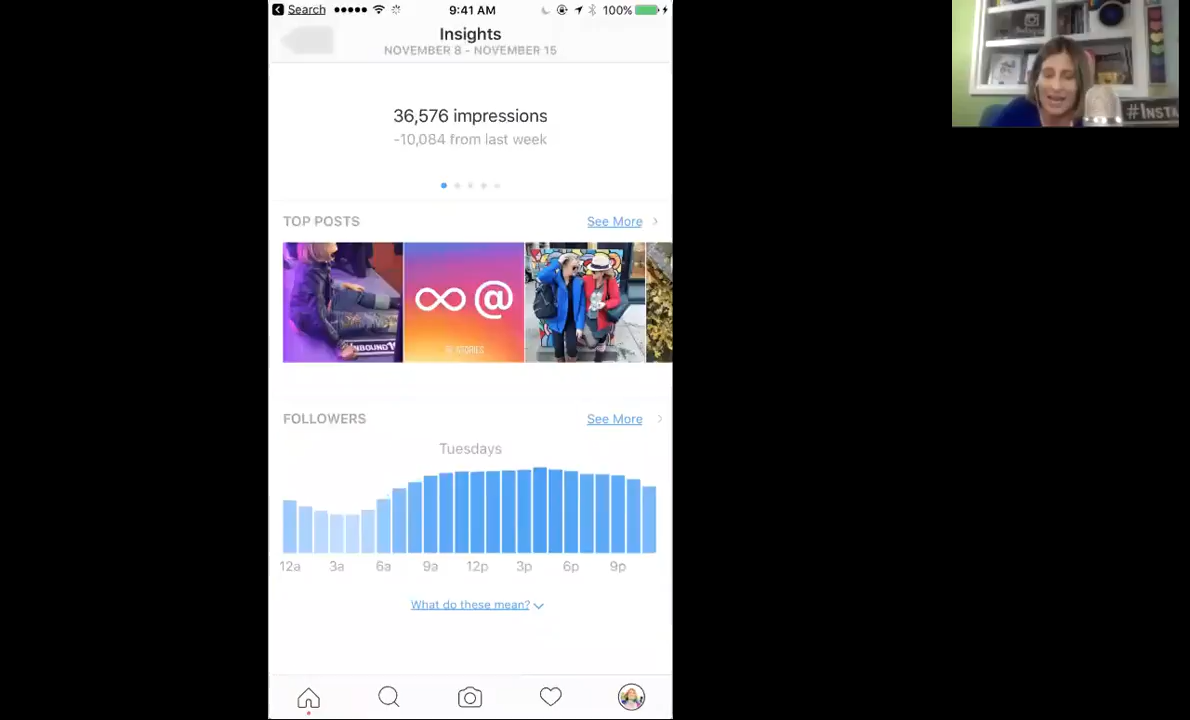 Search 9:41 AM 100%
Insights
NOVEMBER 8 - NOVEMBER 15
36,576 impressions
-10,084 from last week
TOP POSTS See More
∞@
STORIES
FOLLOWERS See More
Tuesdays
12a 3a 6a 9a 12p 3p 6p 9p
What do these mean?
#INSTA